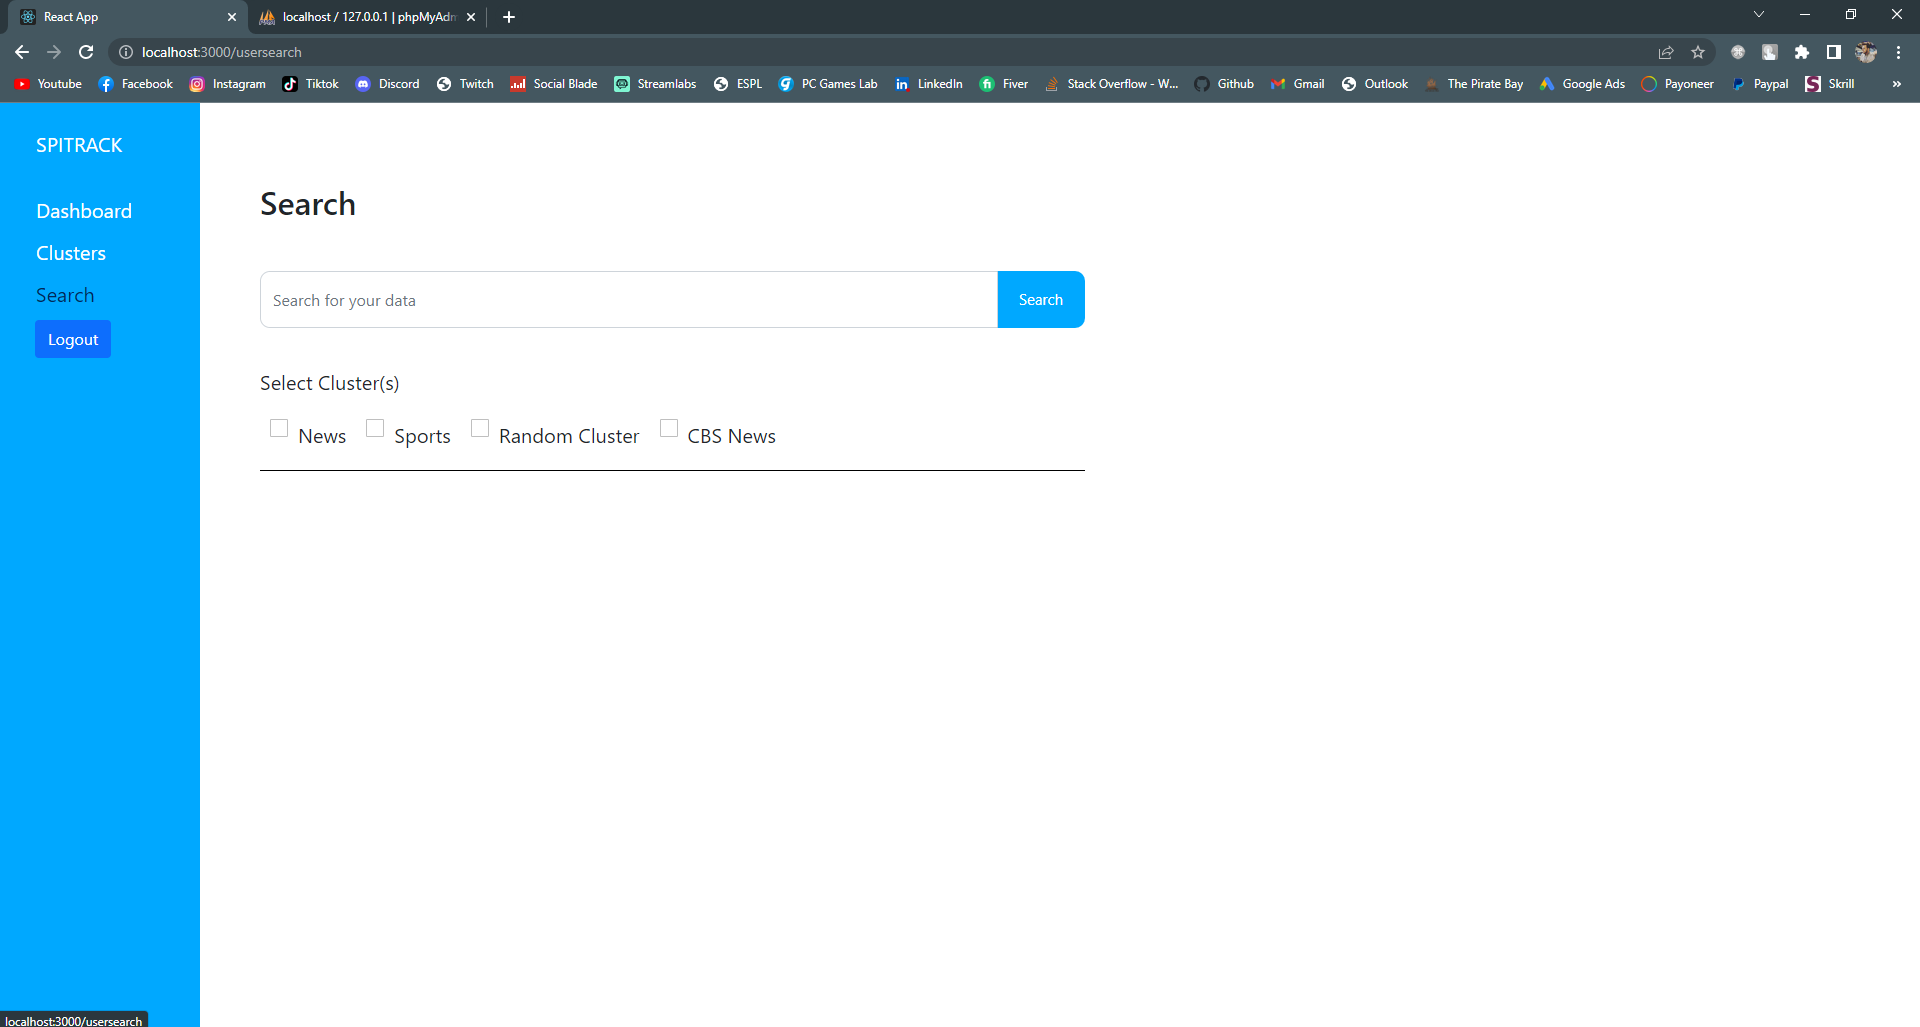 React App
localhost / 127.0.0.1 | phpMyAdm
localhost:3000/usersearch
Youtube Facebook Instagram Tiktok Discord Twitch Social Blade Streamlabs ESPL PC Games Lab LinkedIn Fiver Stack Overflow - W... Github Gmail Outlook The Pirate Bay Google Ads Payoneer Paypal Skrill »
SPITRACK
Dashboard
Clusters
Search
Logout
Search
Search for your data
Search
Select Cluster(s)
News Sports Random Cluster CBS News
localhost:3000/usersearch